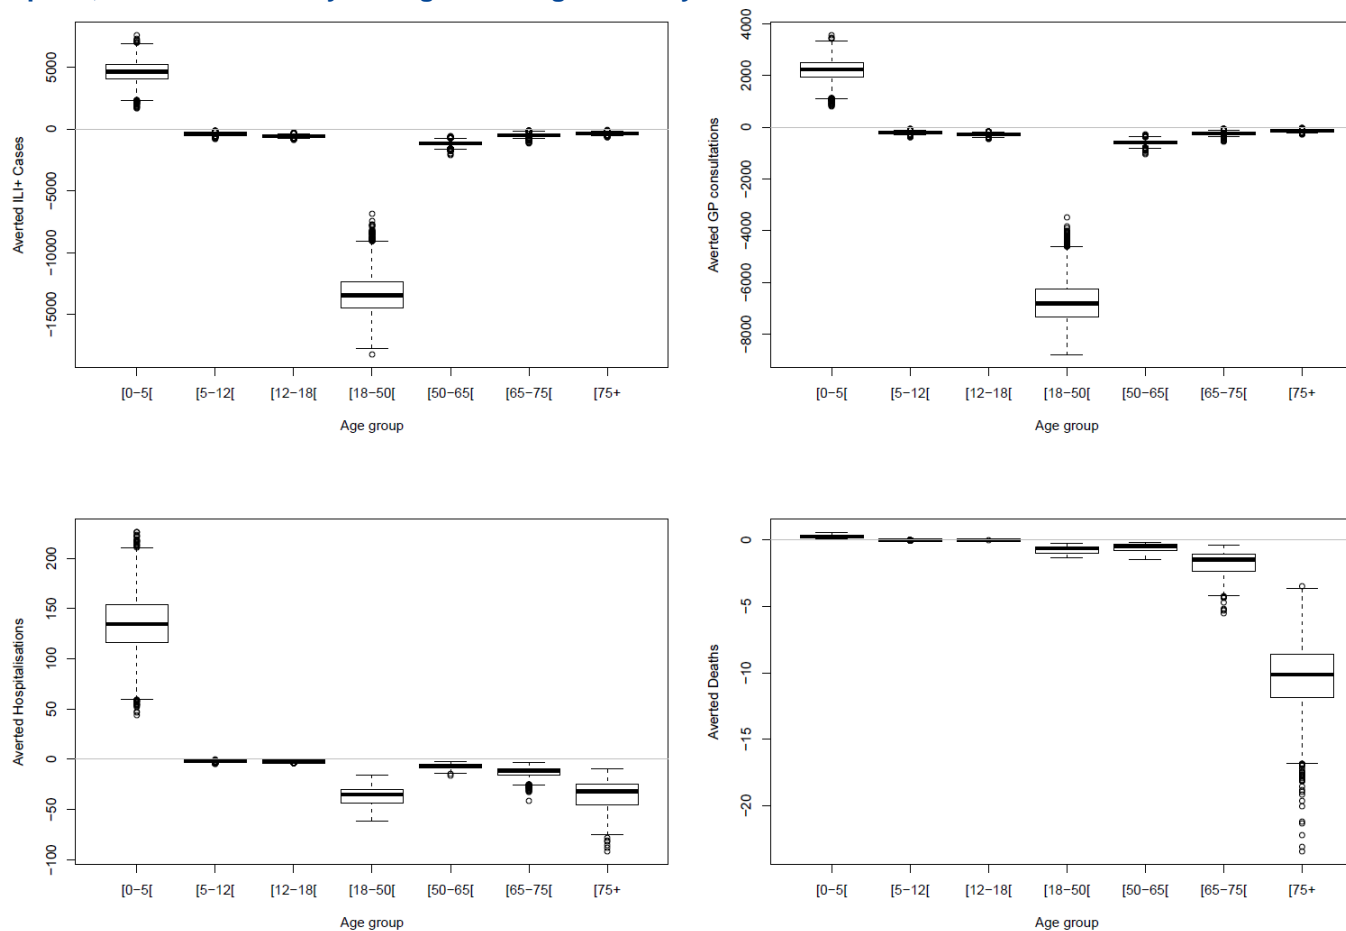 5000
0
−5000
−10000
−15000
Averted ILI+ Cases
[0−5[ [5−12[ [12−18[ [18−50[ [50−65[ [65−75[ [75+
Age group
4000
2000
0
−2000
−4000
−6000
−8000
Averted GP consultations
[0−5[ [5−12[ [12−18[ [18−50[ [50−65[ [65−75[ [75+
Age group
200
150
100
50
0
−50
−100
Averted Hospitalisations
[0−5[ [5−12[ [12−18[ [18−50[ [50−65[ [65−75[ [75+
Age group
0
−5
−10
−15
−20
Averted Deaths
[0−5[ [5−12[ [12−18[ [18−50[ [50−65[ [65−75[ [75+
Age group